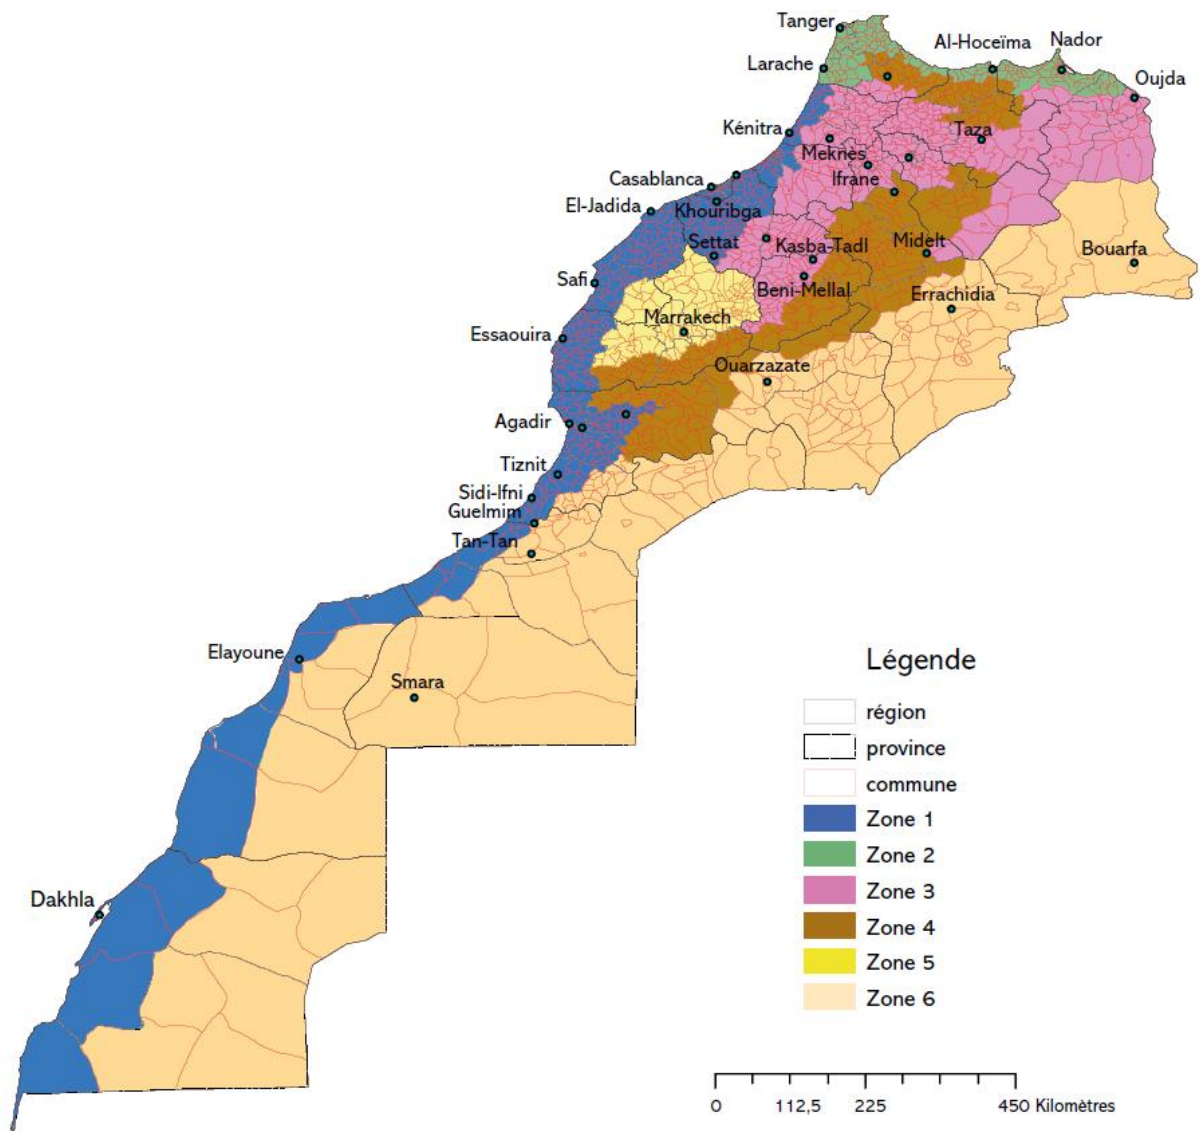 Tanger
Al-Hoceïma
Nador
Larache
Oujda
Kénitra
Taza
Meknès
Casablanca
Ifrane
El-Jadida
Khouribga
Settat
Kasba-Tadl
Midelt
Bouarfa
Safi
Beni-Mellal
Errachidia
Marrakech
Essaouira
Ouarzazate
Agadir
Tiznit
Sidi-Ifni
Guelmim
Tan-Tan
Elayoune
Smara
Dakhla
Légende
région
province
commune
Zone 1
Zone 2
Zone 3
Zone 4
Zone 5
Zone 6
0 112,5 225 450 Kilomètres